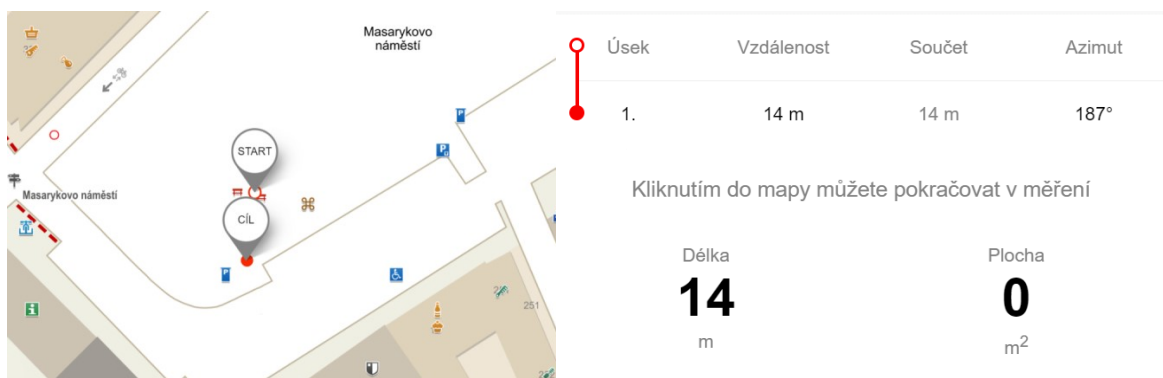 Masarykovo
náměstí
START
Masarykovo náměstí
CÍL
251
Úsek Vzdálenost Součet Azimut
1. 14 m 14 m 187°
Kliknutím do mapy můžete pokračovat v měření
Délka Plocha
14 0
m m²